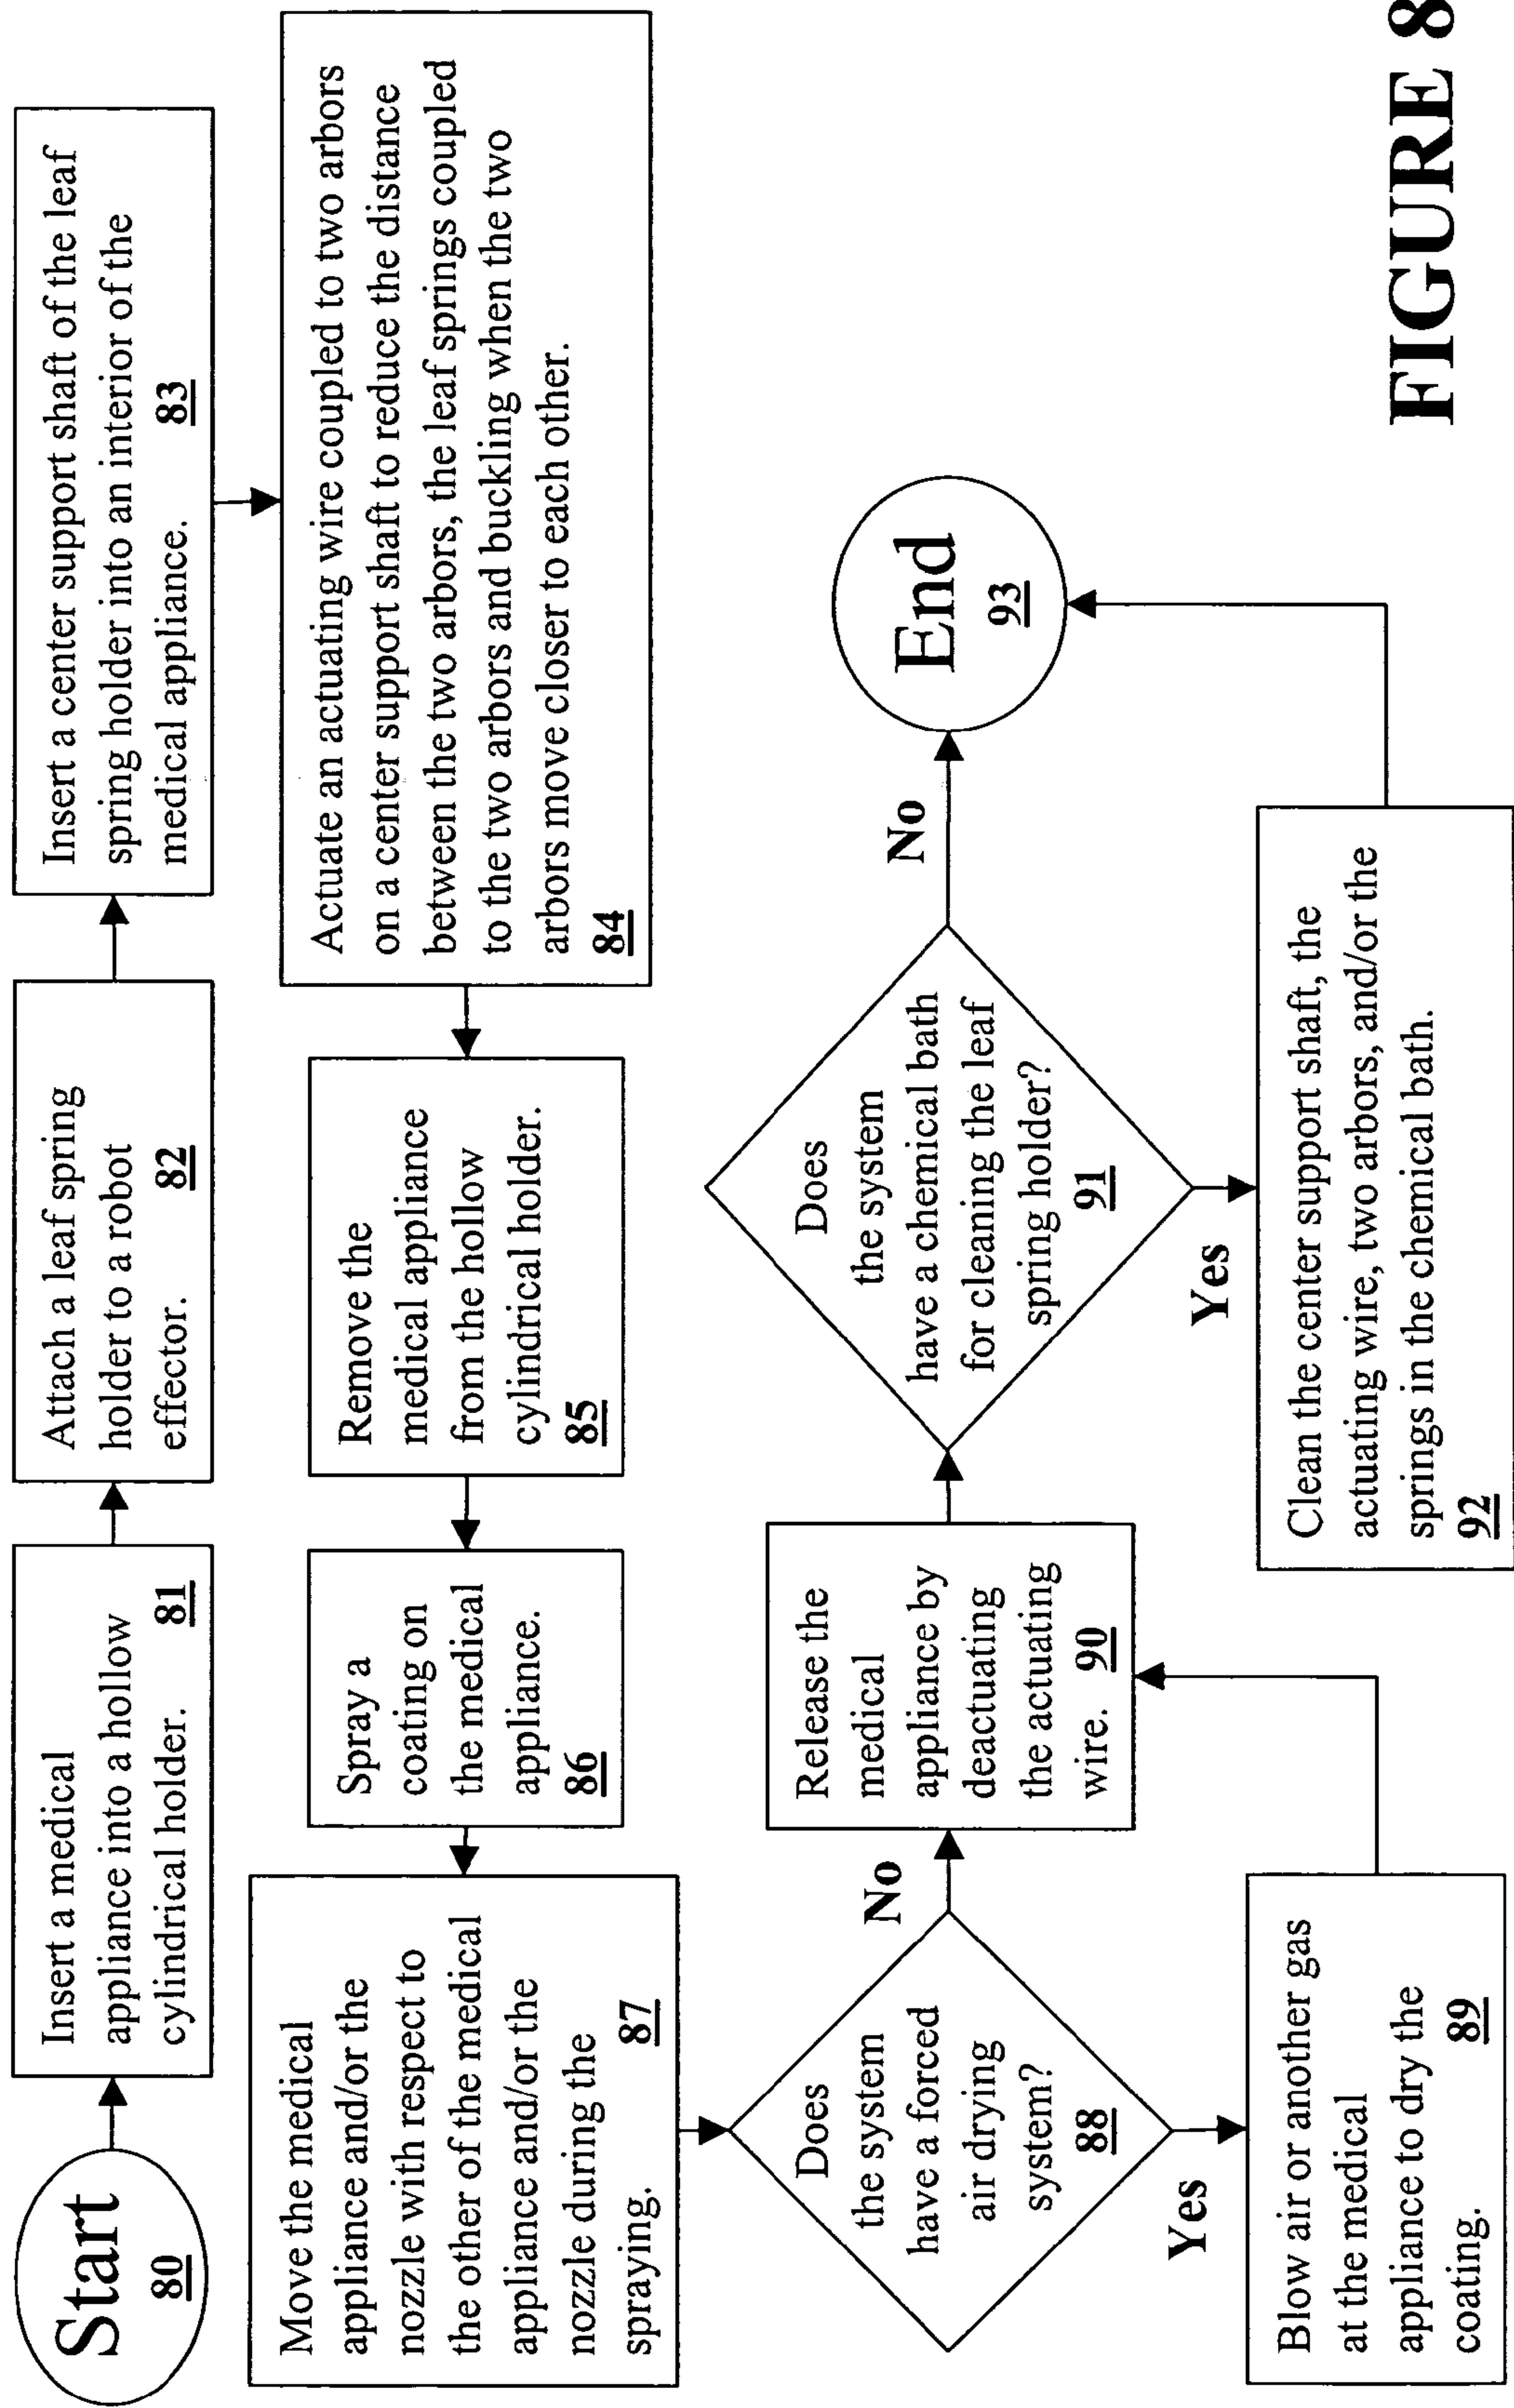 Start
80
Insert a medical
appliance into a hollow
cylindrical holder. 81
Attach a leaf spring
holder to a robot
effector. 82
Insert a center support shaft of the leaf
spring holder into an interior of the
medical appliance. 83
Actuate an actuating wire coupled to two arbors
on a center support shaft to reduce the distance
between the two arbors, the leaf springs coupled
to the two arbors and buckling when the two
arbors move closer to each other.
84
Remove the
medical appliance
from the hollow
cylindrical holder.
85
Spray a
coating on
the medical
appliance.
86
Move the medical
appliance and/or the
nozzle with respect to
the other of the medical
appliance and/or the
nozzle during the
spraying. 87
Does
the system
have a forced
air drying
system?
88
No
Yes
Blow air or another gas
at the medical
appliance to dry the
coating. 89
Release the
medical
appliance by
deactuating
the actuating
wire. 90
Does
the system
have a chemical bath
for cleaning the leaf
spring holder?
91
No
Yes
Clean the center support shaft, the
actuating wire, two arbors, and/or the
springs in the chemical bath.
92
End
93
FIGURE 8